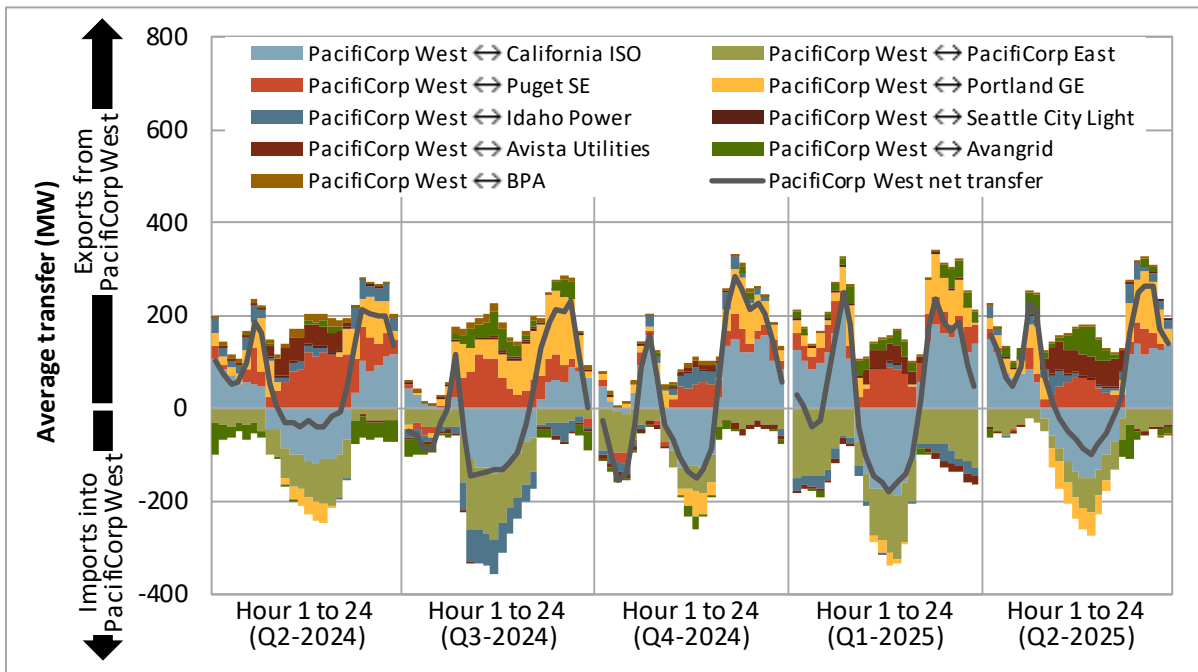 800
600
400
200
0
-200
-400
Average transfer (MW)
Exports from
PacifiCorp West
Imports into
PacifiCorp West
PacifiCorp West ↔ California ISO
PacifiCorp West ↔ PacifiCorp East
PacifiCorp West ↔ Puget SE
PacifiCorp West ↔ Portland GE
PacifiCorp West ↔ Idaho Power
PacifiCorp West ↔ Seattle City Light
PacifiCorp West ↔ Avista Utilities
PacifiCorp West ↔ Avangrid
PacifiCorp West ↔ BPA
PacifiCorp West net transfer
Hour 1 to 24
(Q2-2024)
Hour 1 to 24
(Q3-2024)
Hour 1 to 24
(Q4-2024)
Hour 1 to 24
(Q1-2025)
Hour 1 to 24
(Q2-2025)